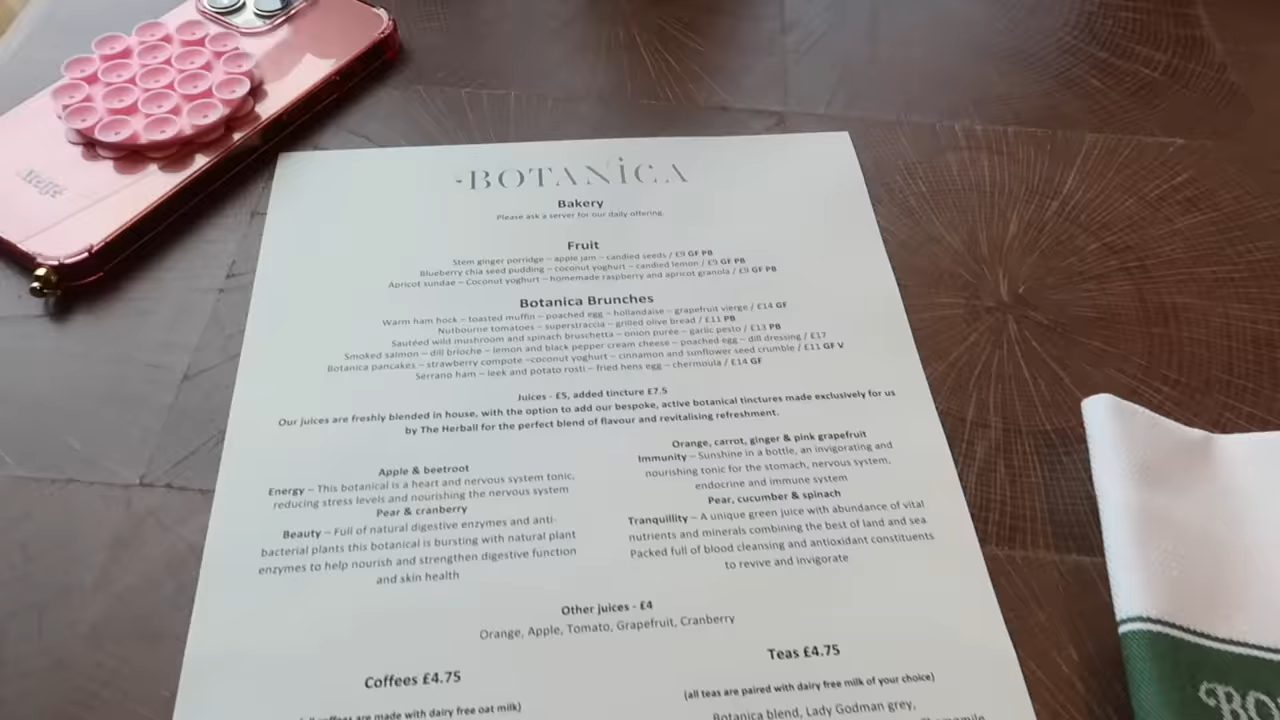 BOTANICA
Bakery
Please ask a server for our daily offering.
Fruit
Stem ginger porridge – apple jam – candied seeds / £9 GF PB
Blueberry chia seed pudding – coconut yoghurt – candied lemon / £9 GF PB
Apricot sundae – Coconut yoghurt – homemade raspberry and apricot granola / £9 GF PB
Botanica Brunches
Warm ham hock – toasted muffin – poached egg – hollandaise – grapefruit vierge / £14 GF
Nutbourne tomatoes – superstraccia – grilled olive bread / £11 PB
Sautéed wild mushroom and spinach bruschetta – onion purée – garlic pesto / £13 PB
Smoked salmon – dill brioche – lemon and black pepper cream cheese – poached egg – dill dressing / £17
Botanica pancakes – strawberry compote –coconut yoghurt – cinnamon and sunflower seed crumble / £11 GF V
Serrano ham – leek and potato rosti – fried hens egg – chermoula / £14 GF
Juices - £5, added tincture £7.5
Our juices are freshly blended in house, with the option to add our bespoke, active botanical tinctures made exclusively for us
by The Herball for the perfect blend of flavour and revitalising refreshment.
Apple & beetroot
Energy – This botanical is a heart and nervous system tonic,
reducing stress levels and nourishing the nervous system
Pear & cranberry
Beauty – Full of natural digestive enzymes and anti-
bacterial plants this botanical is bursting with natural plant
enzymes to help nourish and strengthen digestive function
and skin health
Orange, carrot, ginger & pink grapefruit
Immunity – Sunshine in a bottle, an invigorating and
nourishing tonic for the stomach, nervous system,
endocrine and immune system
Pear, cucumber & spinach
Tranquillity – A unique green juice with abundance of vital
nutrients and minerals combining the best of land and sea
Packed full of blood cleansing and antioxidant constituents
to revive and invigorate
Other juices - £4
Orange, Apple, Tomato, Grapefruit, Cranberry
Coffees £4.75
are made with dairy free oat milk)
Teas £4.75
(all teas are paired with dairy free milk of your choice)
Botanica blend, Lady Godman grey,
BO